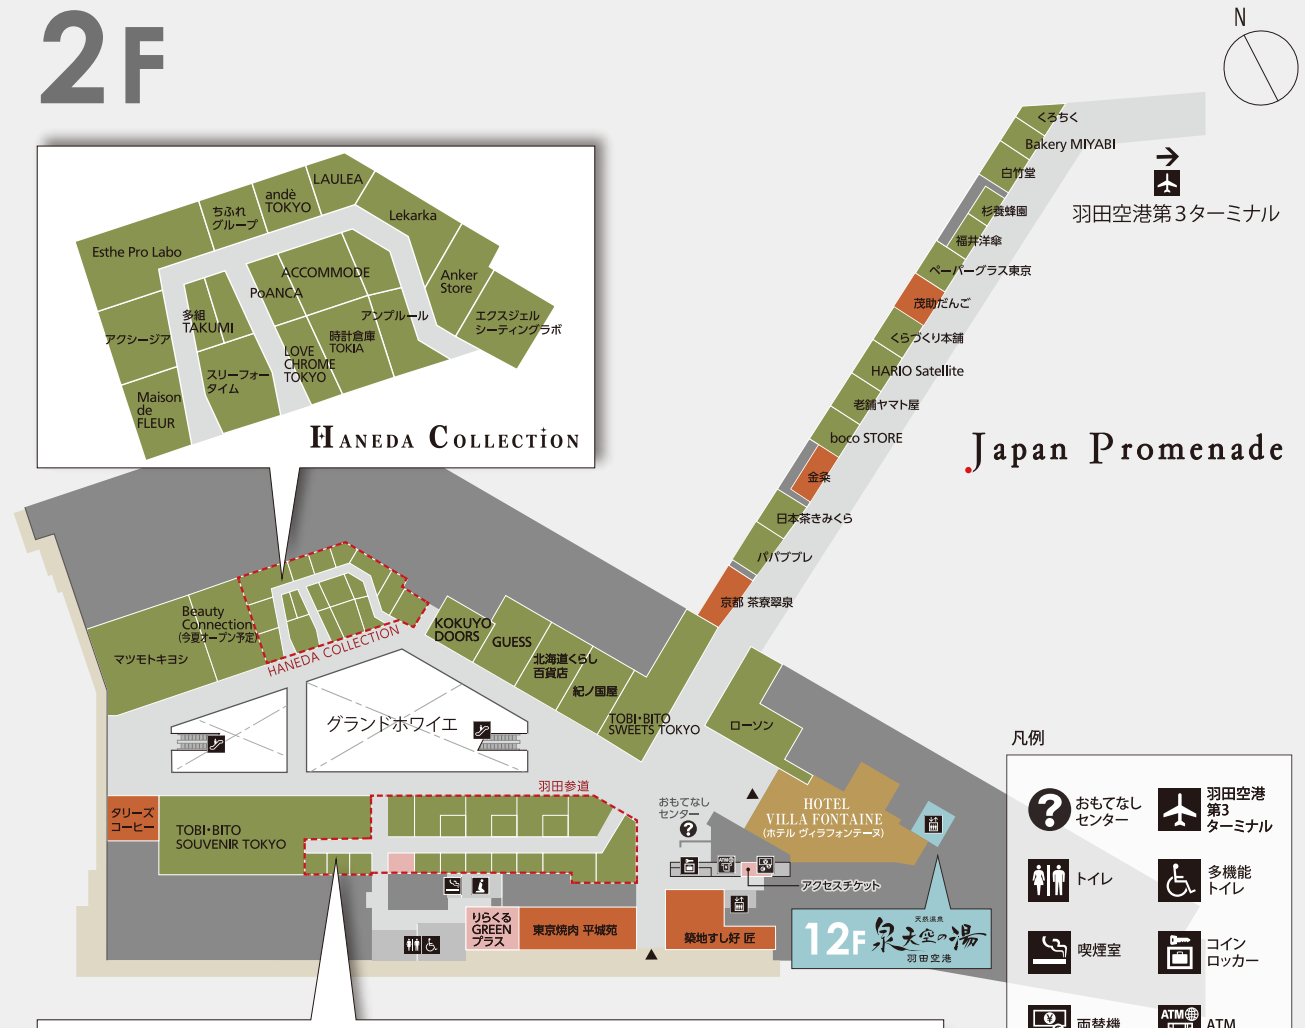 2F
N
くろちく
Bakery MIYABI
白竹堂
杉養蜂園
福井洋傘
ペーパーグラス東京
茂助だんご
くらづくり本舗
HARIO Satellite
老舗ヤマト屋
boco STORE
金粂
日本茶きみくら
パパブブレ
京都 茶寮翠泉
羽田空港第3ターミナル
Japan Promenade
LAULEA
andè
TOKYO
ちふれ
グループ
Lekarka
Esthe Pro Labo
ACCOMMODE
PoANCA
Anker
Store
多組
TAKUMI
アンプルール
エクスジェル
シーティングラボ
アクシージア
時計倉庫
TOKIA
LOVE
CHROME
TOKYO
スリーフォー
タイム
Maison
de
FLEUR
HANEDA COLLECTION
Beauty
Connection
(今夏オープン予定)
マツモトキヨシ
HANEDA COLLECTION
KOKUYO
DOORS
GUESS
北海道くらし
百貨店
紀ノ国屋
TOBI・BITO
SWEETS TOKYO
ローソン
グランドホワイエ
羽田参道
タリーズ
コーヒー
TOBI・BITO
SOUVENIR TOKYO
おもてなし
センター
?
HOTEL
VILLA FONTAINE
(ホテル ヴィラフォンテーヌ)
ATM
アクセスチケット
りらくる
GREEN
プラス
東京焼肉 平城苑
築地すし好 匠
12F
天然温泉
泉天空の湯
羽田空港
凡例
?
おもてなし
センター
羽田空港
第3
ターミナル
トイレ
多機能
トイレ
喫煙室
コイン
ロッカー
両替機
ATM
ATM